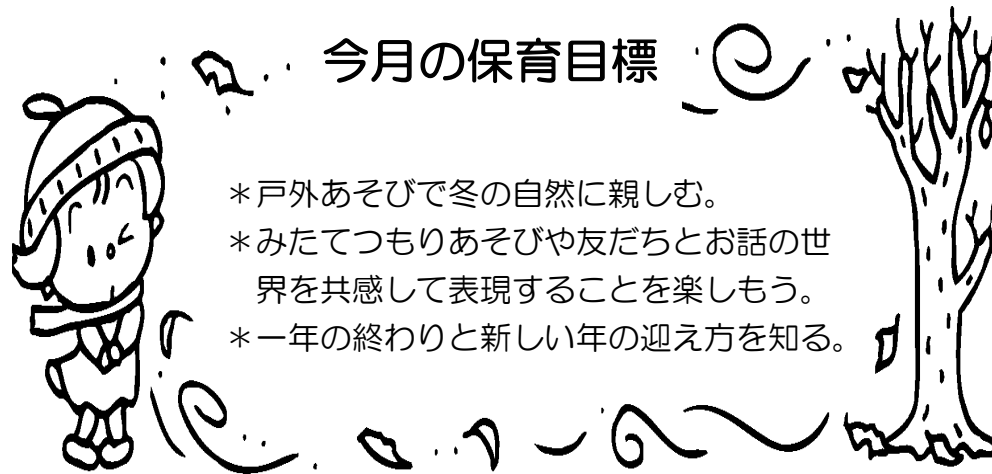 今月の保育目標
＊戸外あそびで冬の自然に親しむ。
＊みたてつもりあそびや友だちとお話の世
界を共感して表現することを楽しもう。
＊一年の終わりと新しい年の迎え方を知る。